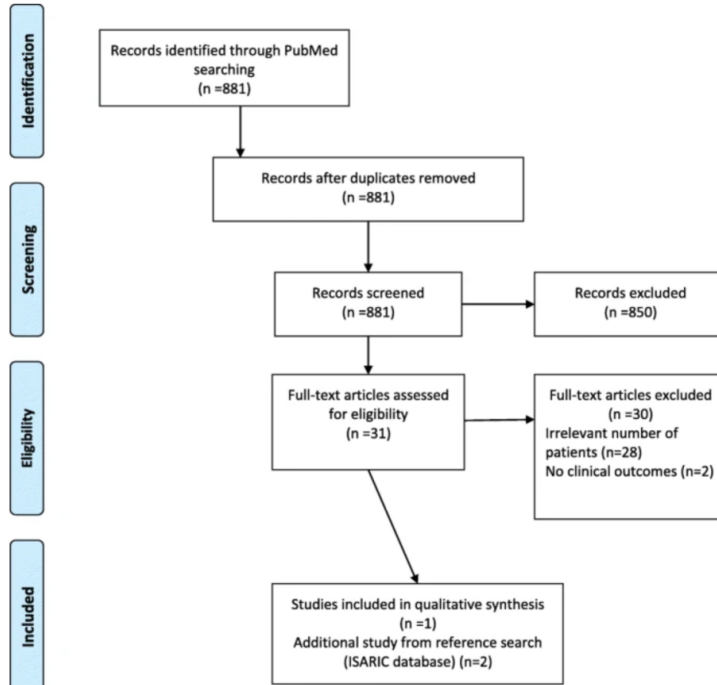 Identification
Records identified through PubMed
searching
(n =881)
Records after duplicates removed
(n =881)
Screening
Records screened
(n =881)
Records excluded
(n =850)
Eligibility
Full-text articles assessed
for eligibility
(n =31)
Full-text articles excluded
(n =30)
Irrelevant number of
patients (n=28)
No clinical outcomes (n=2)
Included
Studies included in qualitative synthesis
(n =1)
Additional study from reference search
(ISARIC database) (n=2)